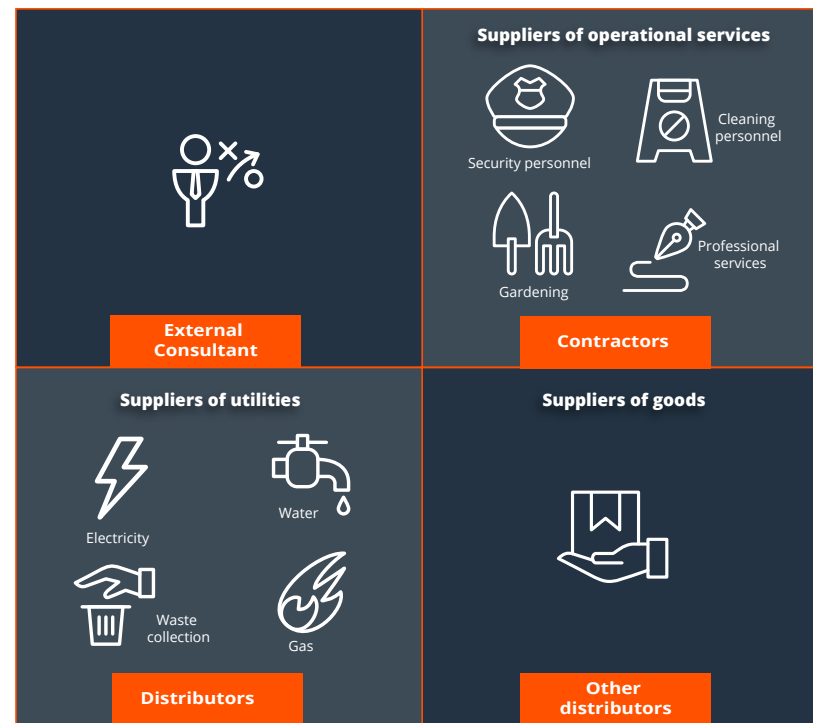 External
Consultant
Suppliers of operational services
Security personnel
Cleaning
personnel
Gardening
Professional
services
Contractors
Suppliers of utilities
Electricity
Water
Waste
collection
Gas
Distributors
Suppliers of goods
Other
distributors